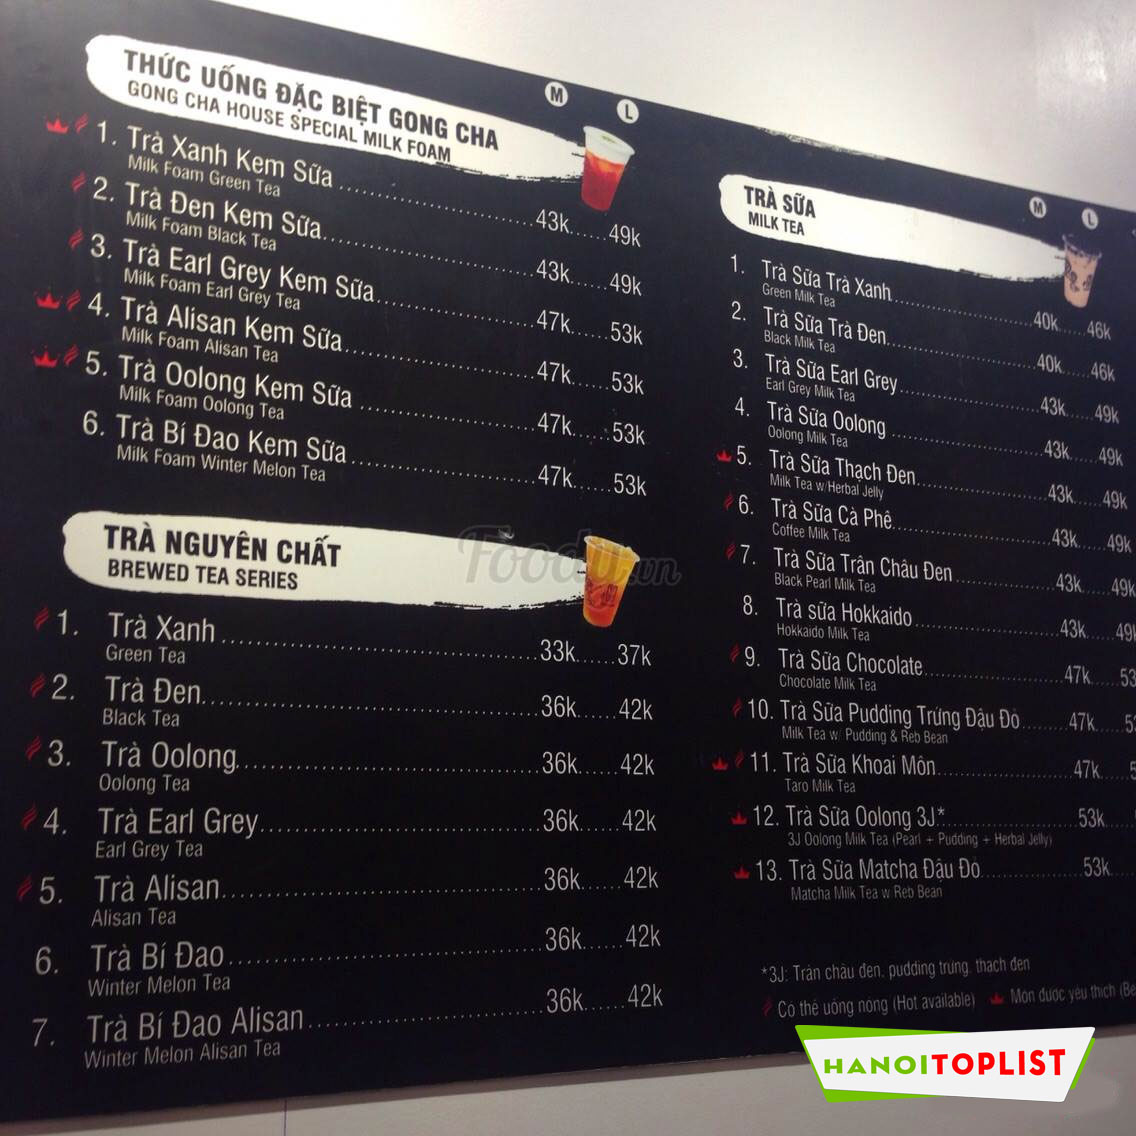 THỨC UỐNG ĐẶC BIỆT GONG CHA
GONG CHA HOUSE SPECIAL MILK FOAM
M L
1. Trà Xanh Kem Sữa 43k 49k
Milk Foam Green Tea
2. Trà Đen Kem Sữa 43k 49k
Milk Foam Black Tea
3. Trà Earl Grey Kem Sữa 47k 53k
Milk Foam Earl Grey Tea
4. Trà Alisan Kem Sữa 47k 53k
Milk Foam Alisan Tea
5. Trà Oolong Kem Sữa 47k 53k
Milk Foam Oolong Tea
6. Trà Bí Đao Kem Sữa 47k 53k
Milk Foam Winter Melon Tea
TRÀ NGUYÊN CHẤT
BREWED TEA SERIES
1. Trà Xanh 33k 37k
Green Tea
2. Trà Đen 36k 42k
Black Tea
3. Trà Oolong 36k 42k
Oolong Tea
4. Trà Earl Grey 36k 42k
Earl Grey Tea
5. Trà Alisan 36k 42k
Alisan Tea
6. Trà Bí Đao 36k 42k
Winter Melon Tea
7. Trà Bí Đao Alisan 36k 42k
Winter Melon Alisan Tea
TRÀ SỮA
MILK TEA
M L
1. Trà Sữa Trà Xanh 40k 46k
Green Milk Tea
2. Trà Sữa Trà Đen 40k 46k
Black Milk Tea
3. Trà Sữa Earl Grey 43k 49k
Earl Grey Milk Tea
4. Trà Sữa Oolong 43k 49k
Oolong Milk Tea
5. Trà Sữa Thạch Đen 43k 49k
Milk Tea w/Herbal Jelly
6. Trà Sữa Cà Phê 43k 49k
Coffee Milk Tea
7. Trà Sữa Trân Châu Đen 43k 49k
Black Pearl Milk Tea
8. Trà sữa Hokkaido 43k 49k
Hokkaido Milk Tea
9. Trà Sữa Chocolate 47k 53
Chocolate Milk Tea
10. Trà Sữa Pudding Trứng Đậu Đỏ 47k
Milk Tea w/ Pudding & Reb Bean
11. Trà Sữa Khoai Môn 47k
Taro Milk Tea
12. Trà Sữa Oolong 3J* 53k
3J Oolong Milk Tea (Pearl + Pudding + Herbal Jelly)
13. Trà Sữa Matcha Đậu Đỏ 53k
Matcha Milk Tea w/ Reb Bean
*3J: Trân châu đen, pudding trứng, thạch đen
Có thể uống nóng (Hot available) Món được yêu thích (Be
Foody.vn
HANOITOPLIST